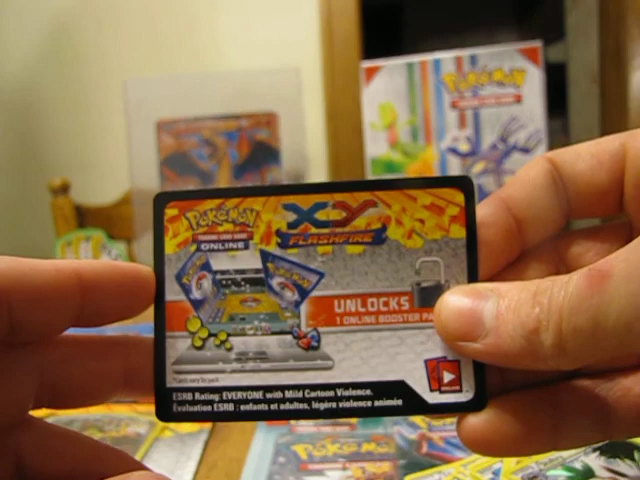 Pokémon
Pokémon
TRADING CARD GAME
ONLINE
XY
FLASHFIRE
Pokémon
UNLOCKS
1 ONLINE BOOSTER PA
ESRB Rating: EVERYONE with Mild Cartoon Violence.
Évaluation ESRB : enfants et adultes, légère violence animée
Pokémon